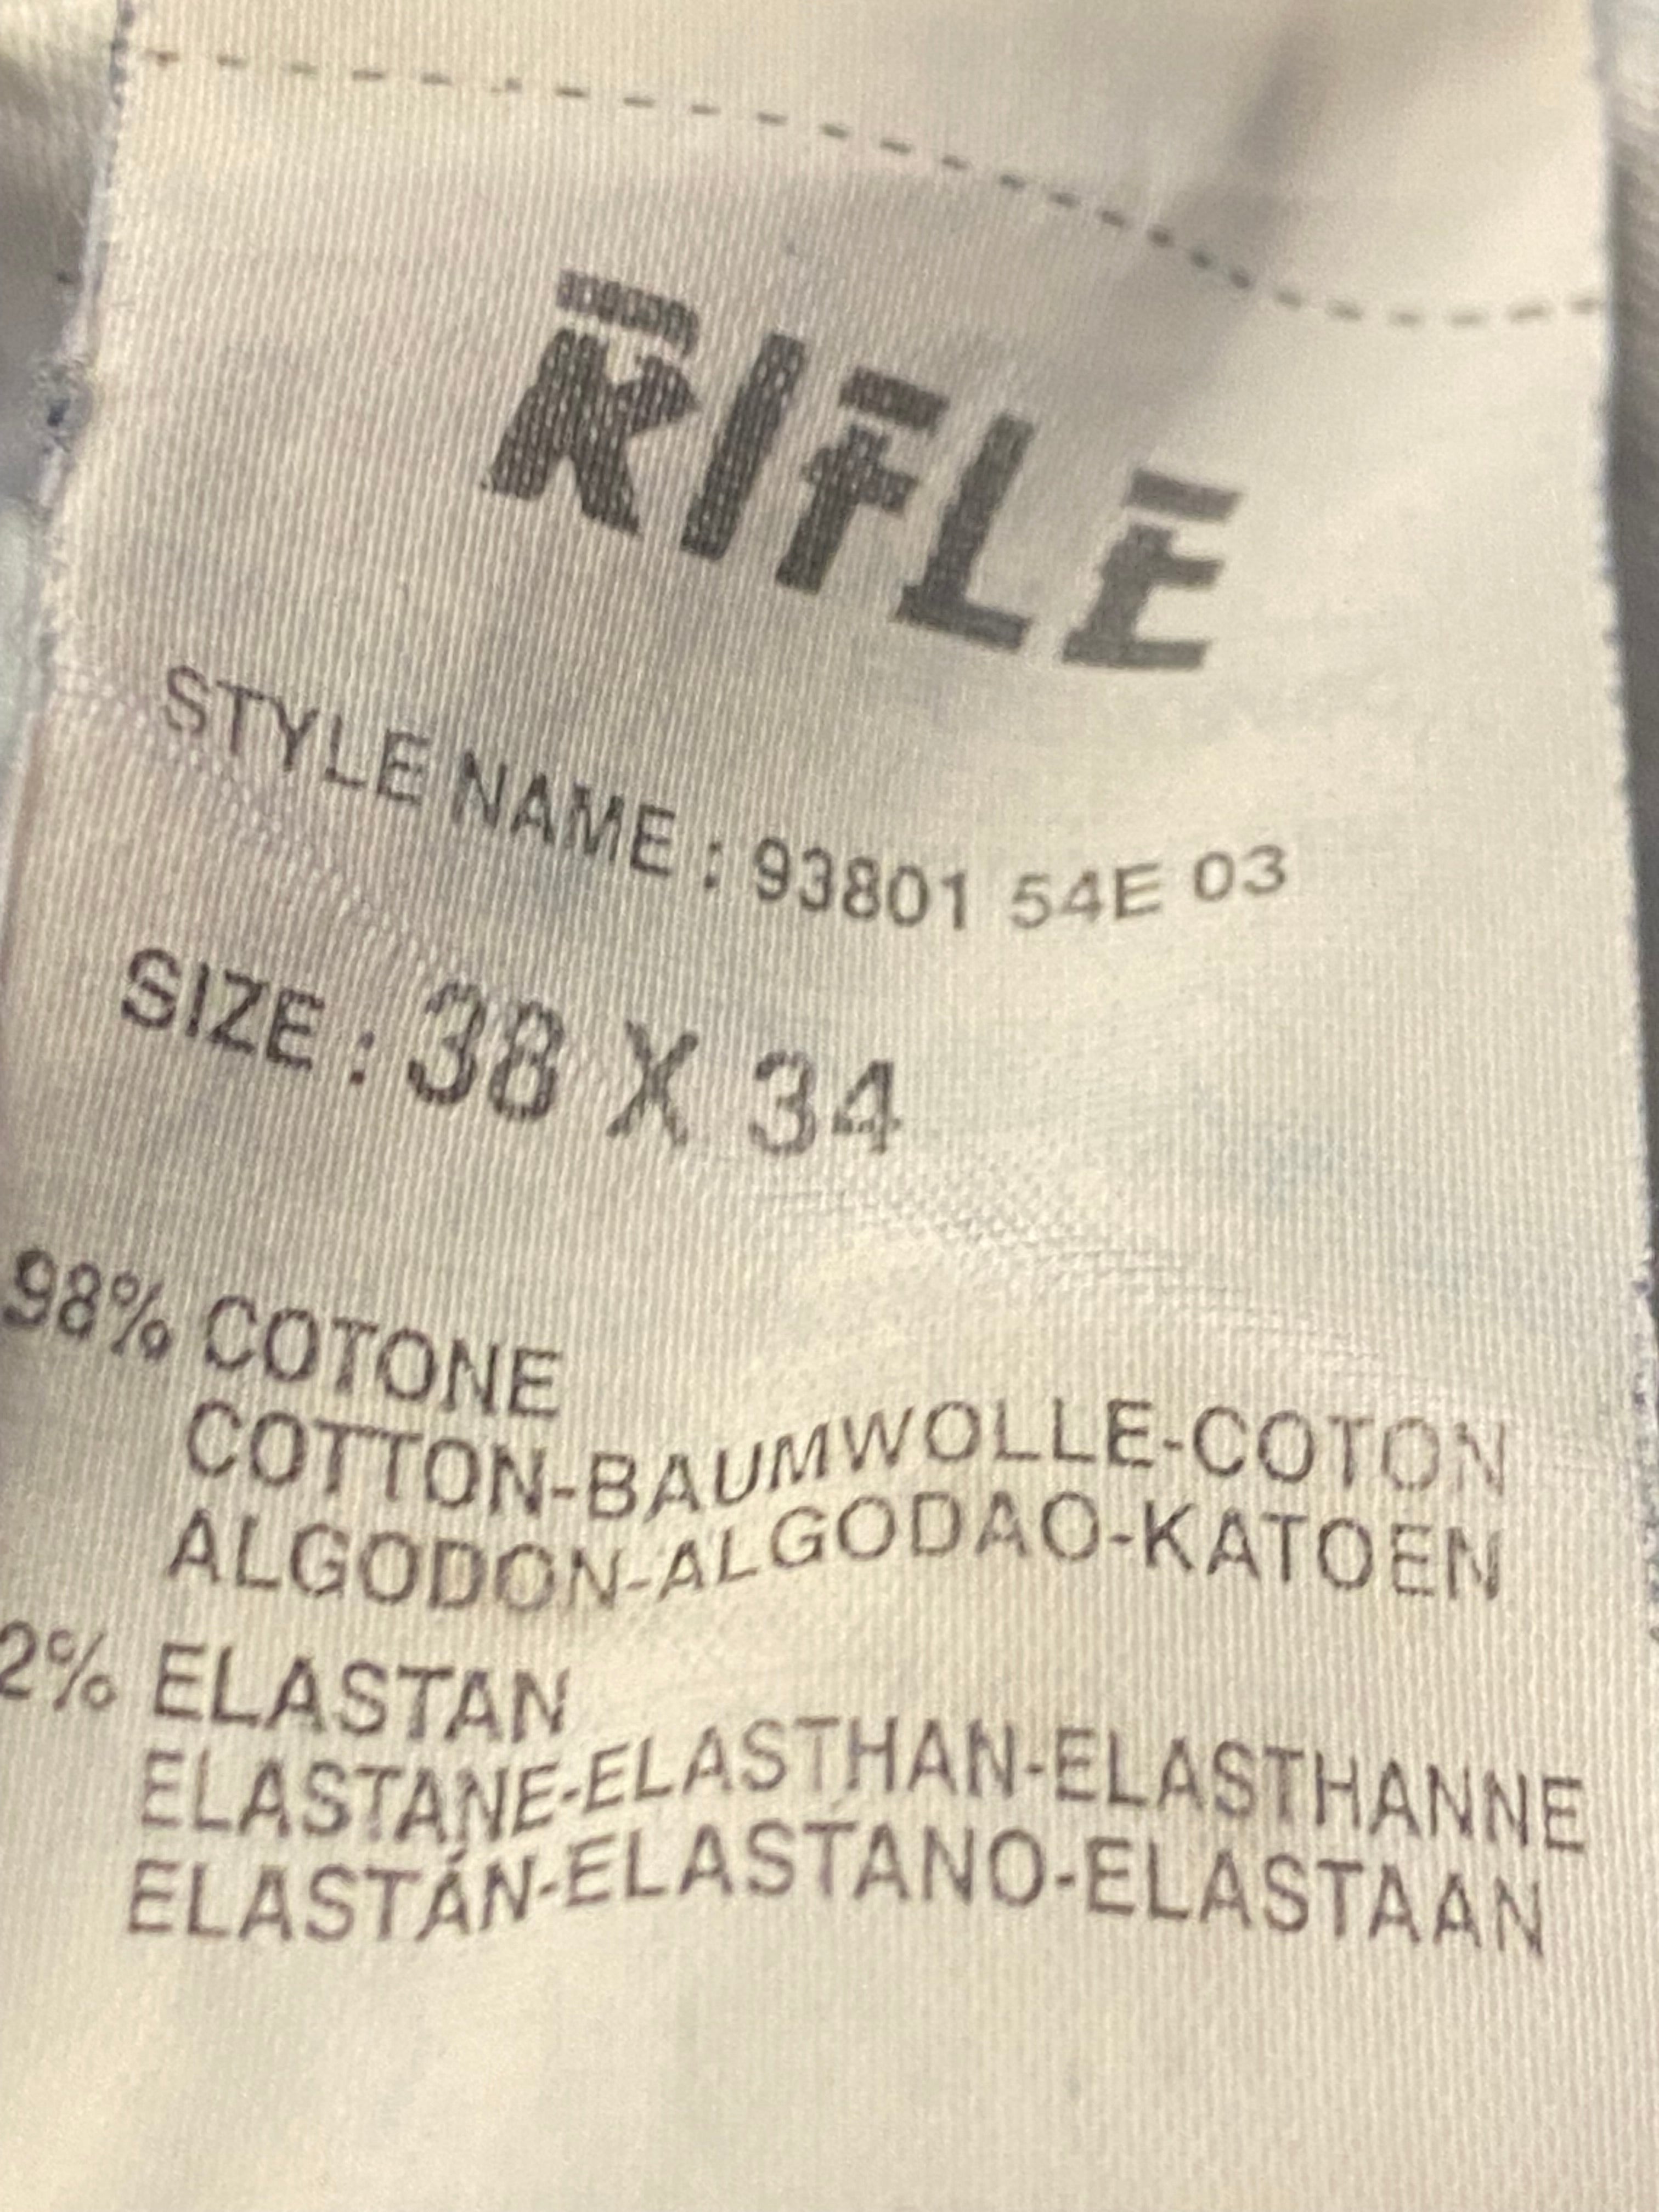 RIFLE
STYLE NAME : 93801 54E 03
SIZE : 38 X 34
98% COTONE
COTTON-BAUMWOLLE-COTON
ALGODON-ALGODAO-KATOEN
2% ELASTAN
ELASTANE-ELASTHAN-ELASTHANNE
ELASTÁN-ELASTANO-ELASTAAN